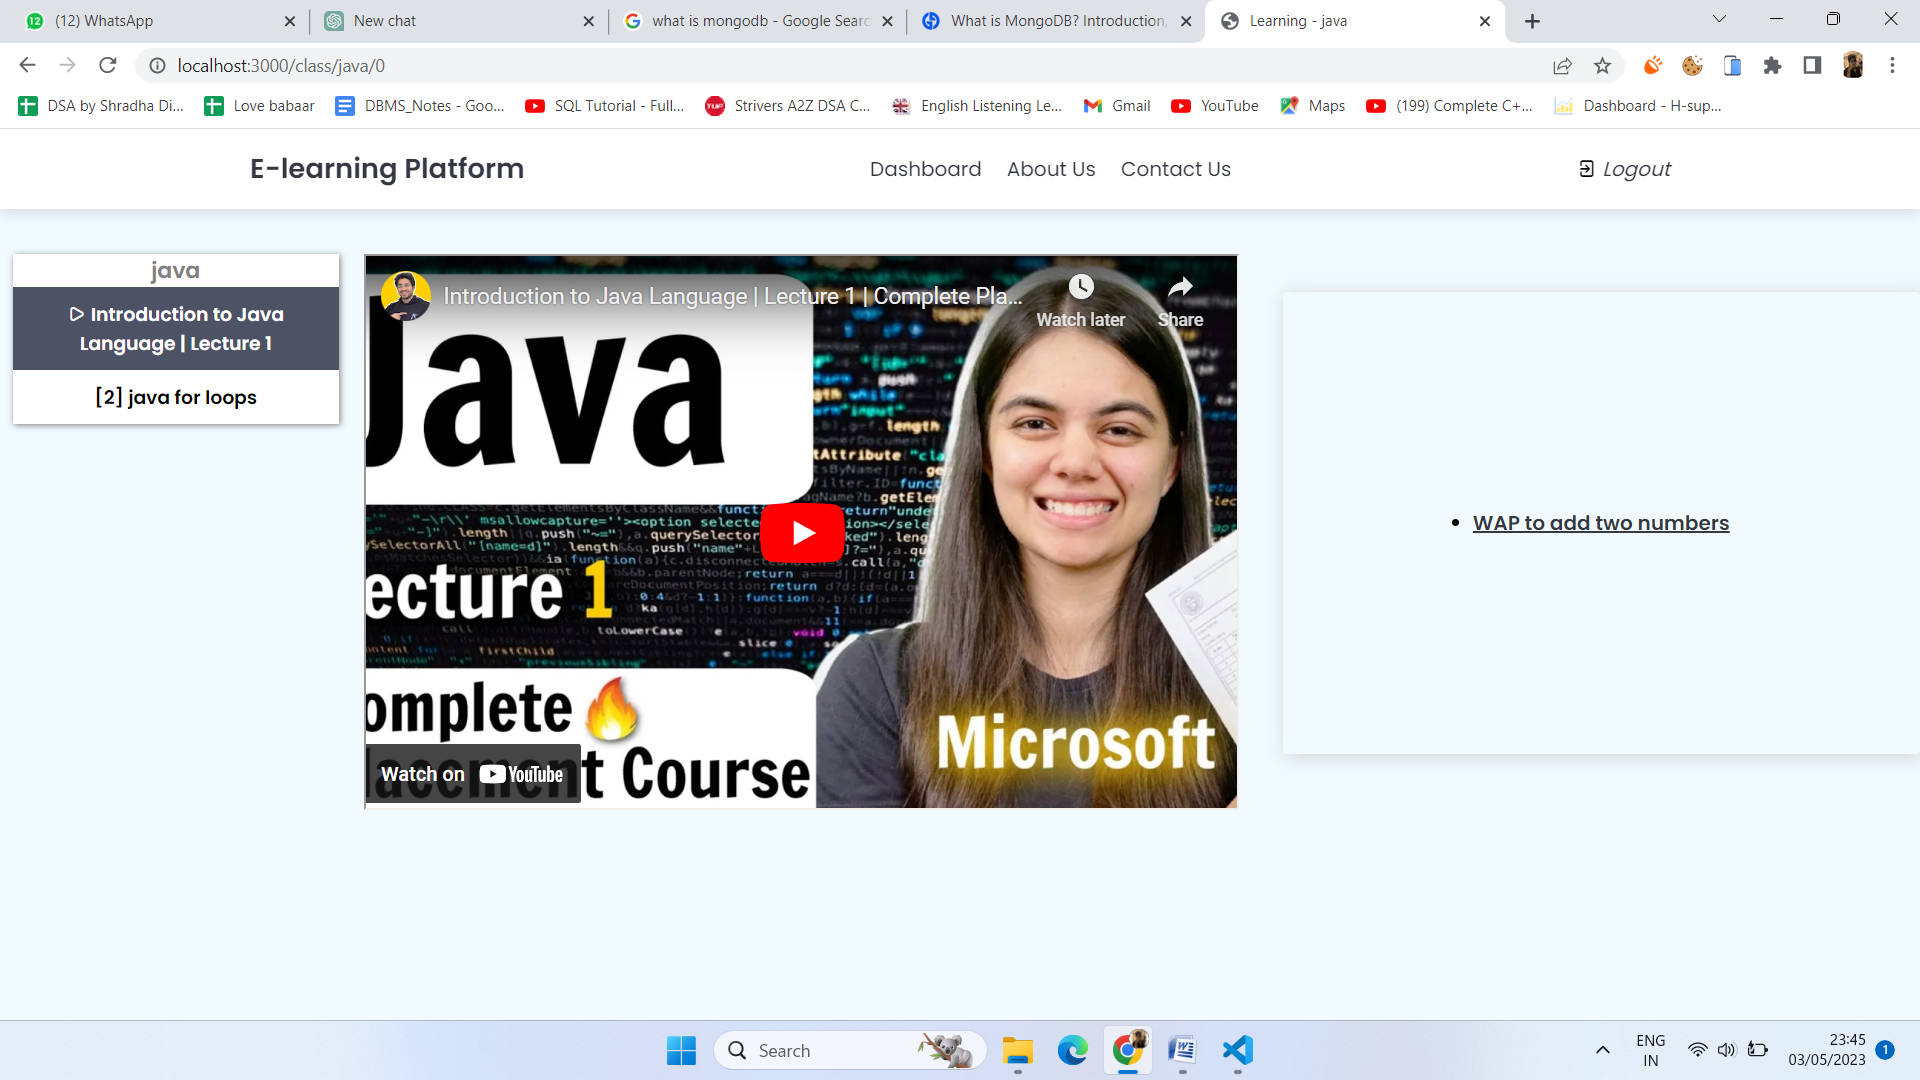 (12) WhatsApp
New chat
what is mongodb - Google Searc
What is MongoDB? Introduction,
Learning - java
localhost:3000/class/java/0
DSA by Shradha Di...
Love babaar
DBMS_Notes - Goo...
SQL Tutorial - Full...
Strivers A2Z DSA C...
English Listening Le...
Gmail
YouTube
Maps
(199) Complete C+...
Dashboard - H-sup...
E-learning Platform
Dashboard
About Us
Contact Us
Logout
java
Introduction to Java
Language | Lecture 1
[2] java for loops
Introduction to Java Language | Lecture 1 | Complete Pla...
Watch later
Share
Java
ecture 1
omplete
lacement Course
Microsoft
Watch on YouTube
WAP to add two numbers
Search
ENG
IN
23:45
03/05/2023
1